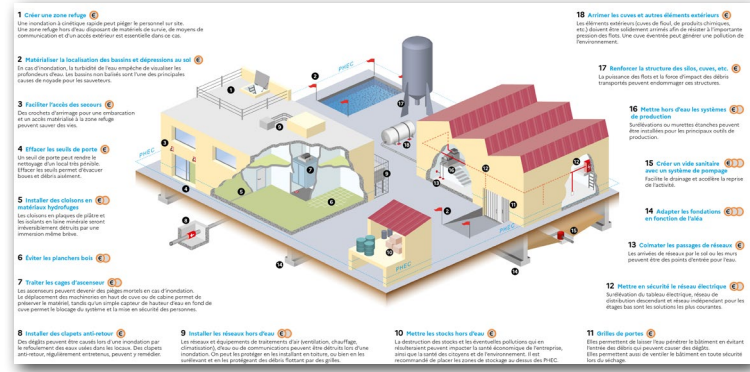 1 Créer une zone refuge €
Une inondation à cinétique rapide peut piéger le personnel sur site.
Une zone refuge hors d'eau disposant de matériels de survie, de moyens de
communication et d'un accès extérieur est essentielle dans ce cas.
2 Matérialiser la localisation des bassins et dépressions au sol €
En cas d'inondation, la turbidité de l'eau empêche de visualiser les
profondeurs d'eau. Les bassins non balisés sont l'une des principales
causes de noyade pour les sauveteurs.
3 Faciliter l'accès des secours €
Des crochets d'arrimage pour une embarcation
et un accès matérialisé à la zone refuge
peuvent sauver des vies.
4 Effacer les seuils de porte €
Un seuil de porte peut rendre le
nettoyage d'un local très pénible.
Effacer les seuils permet d'évacuer
boues et débris aisément.
5 Installer des cloisons en
matériaux hydrofuges €
Les cloisons en plaques de plâtre et
les isolants en laine minérale seront
irréversiblement détruits par une
immersion même brève.
6 Éviter les planchers bois €
7 Traiter les cages d'ascenseur €
Les ascenseurs peuvent devenir des pièges mortels en cas d'inondation.
Le déplacement des machineries en haut de cuve ou de cabine permet de
préserver le matériel, tandis qu'un simple capteur de hauteur d'eau en fond de
cuve permet le blocage du système et la mise en sécurité des personnes.
8 Installer des clapets anti-retour €
Des dégâts peuvent être causés lors d'une inondation par
le refoulement des eaux usées dans les locaux. Des clapets
anti-retour, régulièrement entretenus, peuvent y remédier.
9 Installer les réseaux hors d'eau €
Les réseaux et équipements de traitements d'air (ventilation, chauffage,
climatisation), d'eau ou de communications peuvent être détruits lors d'une
inondation. On peut les protéger en les installant en toiture, ou bien en les
surélevant et en les protégeant des débris flottant par des grilles.
10 Mettre les stocks hors d'eau €
La destruction des stocks et les éventuelles pollutions qui en
résulteraient peuvent impacter la santé économique de l'entreprise,
ainsi que la santé des citoyens et de l'environnement. Il est
recommandé de placer les zones de stockage au dessus des PHEC.
11 Grilles de portes €
Elles permettent de laisser l'eau pénétrer le bâtiment en évitant
l'entrée des débris qui peuvent causer des dégâts.
Elles permettent aussi de ventiler le bâtiment en toute sécurité
lors du séchage.
12 Mettre en sécurité le réseau électrique €
Surélévation du tableau électrique, réseau de
distribution descendant et réseau indépendant pour les
étages bas sont les solutions les plus courantes.
13 Colmater les passages de réseaux €
Les arrivées de réseaux par le sol ou les murs
peuvent être des points d'entrée pour l'eau.
14 Adapter les fondations
en fonction de l'aléa €
15 Créer un vide sanitaire
avec un système de pompage €
Facilite le drainage et accélère la reprise
de l'activité.
16 Mettre hors d'eau les systèmes
de production €
Surélévations ou murettes étanches peuvent
être installées pour les principaux outils de
production.
17 Renforcer la structure des silos, cuves, etc. €
La puissance des flots et la force d'impact des débris
transportés peuvent endommager ces structures.
18 Arrimer les cuves et autres éléments extérieurs €
Les éléments extérieurs (cuves de fioul, de produits chimiques,
etc.) doivent être solidement arrimés afin de résister à l'importante
pression des flots. Une cuve éventrée peut générer une pollution de
l'environnement.
PHEC
PHEC
PHEC
PHEC